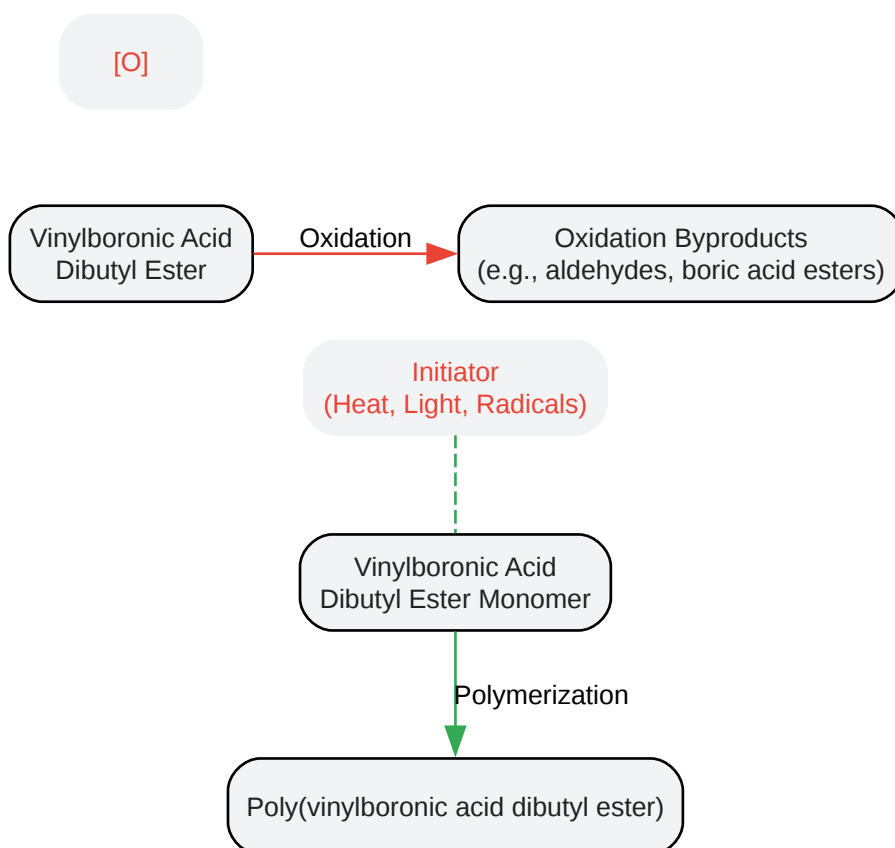 [O]
Vinylboronic Acid
Dibutyl Ester
Oxidation
Oxidation Byproducts
(e.g., aldehydes, boric acid esters)
Initiator
(Heat, Light, Radicals)
Vinylboronic Acid
Dibutyl Ester Monomer
Polymerization
Poly(vinylboronic acid dibutyl ester)